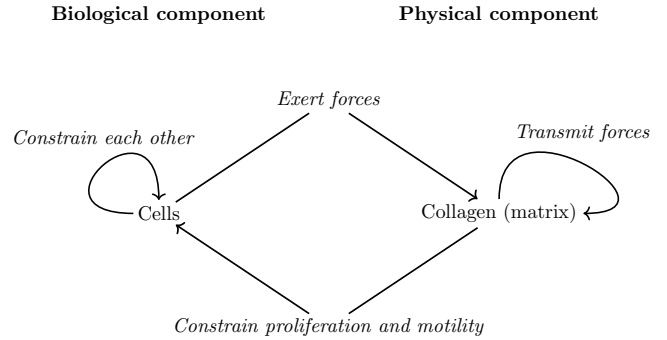 Biological component
Physical component
Exert forces
Constrain each other
Transmit forces
Cells
Collagen (matrix)
Constrain proliferation and motility